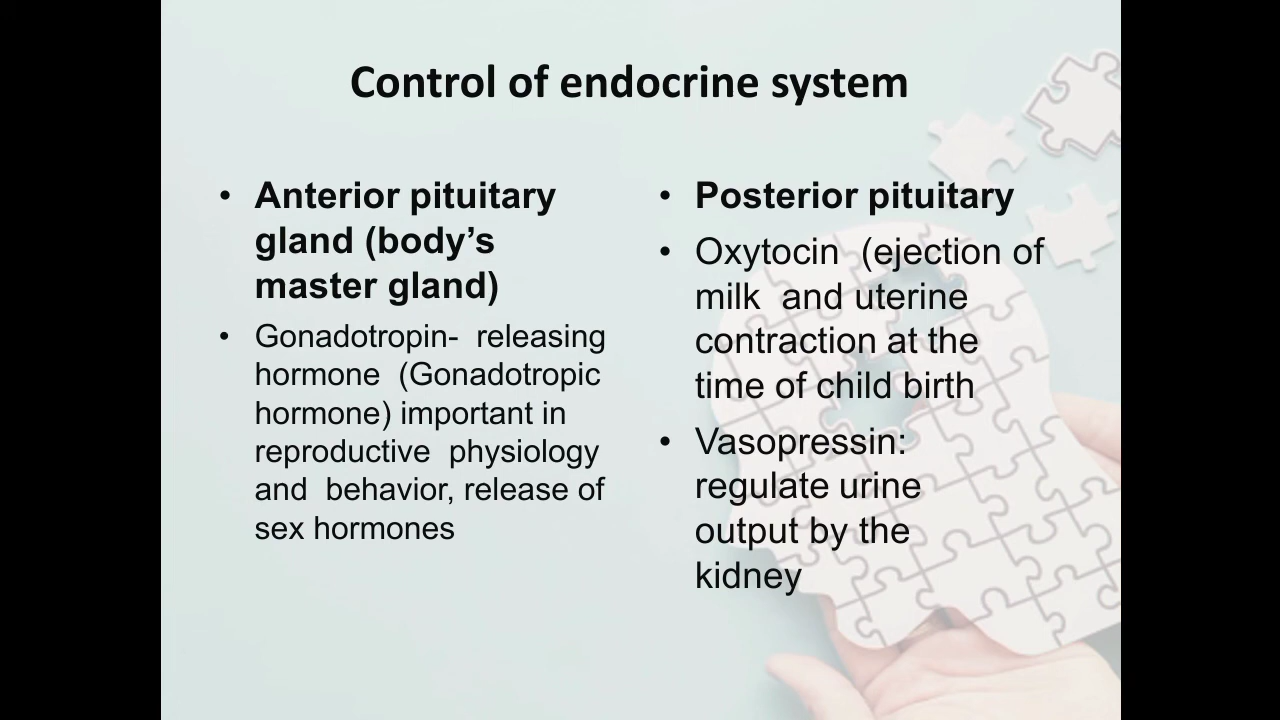 Control of endocrine system
• Anterior pituitary
gland (body’s
master gland)
• Gonadotropin-  releasing
hormone  (Gonadotropic
hormone) important in
reproductive  physiology
and  behavior, release of
sex hormones
• Posterior pituitary
• Oxytocin  (ejection of
milk  and uterine
contraction at the
time of child birth
• Vasopressin:
regulate urine
output by the
kidney